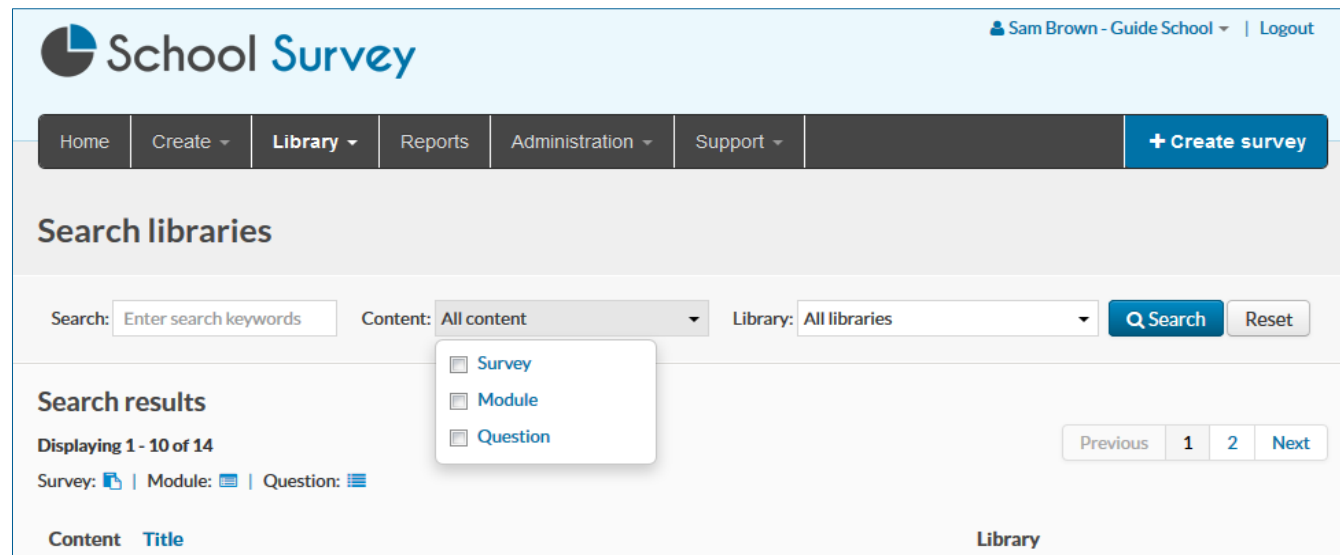 Sam Brown - Guide School | Logout
School Survey
Home Create Library Reports Administration Support + Create survey
Search libraries
Search: Enter search keywords Content: All content Library: All libraries Search Reset
Survey
Module
Question
Search results
Displaying 1 - 10 of 14
Previous 1 2 Next
Survey: | Module: | Question:
Content Title Library